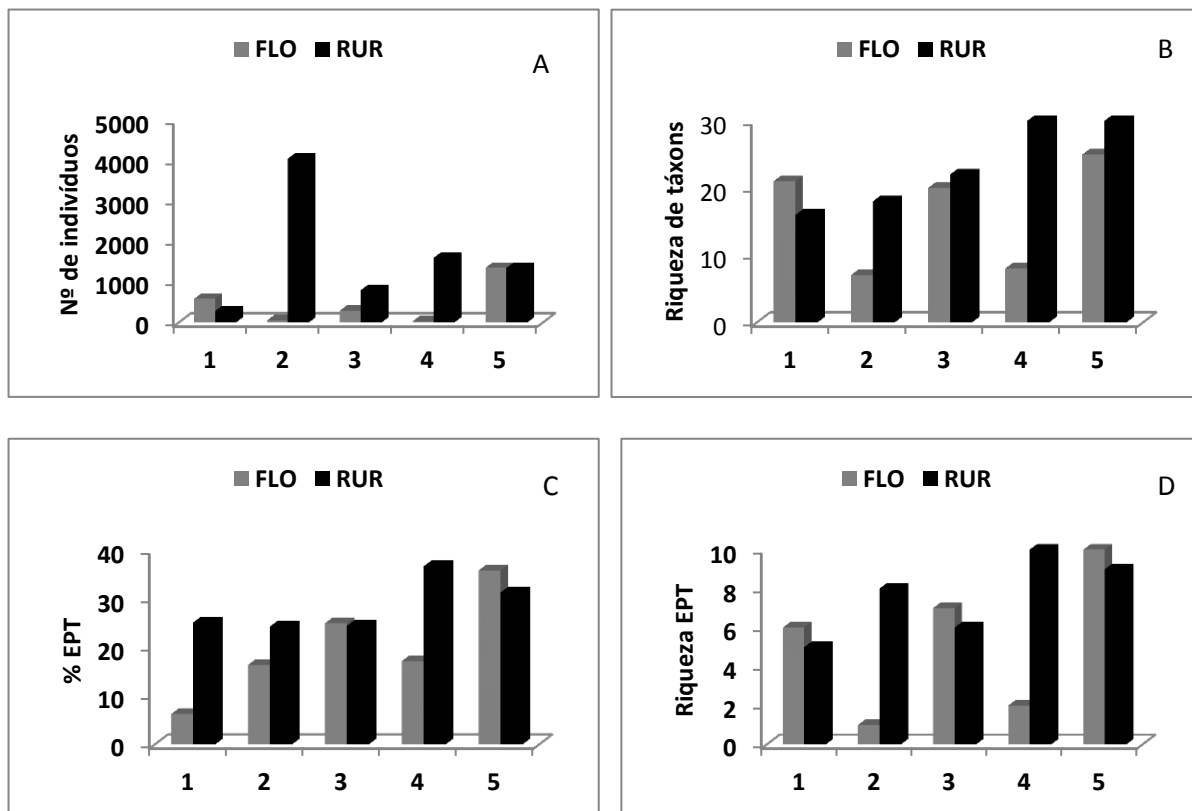 FLO RUR
A
Nº de indivíduos
5000
4000
3000
2000
1000
0
1 2 3 4 5
FLO RUR
B
Riqueza de táxons
30
20
10
0
1 2 3 4 5
FLO RUR
C
% EPT
40
30
20
10
0
1 2 3 4 5
FLO RUR
D
Riqueza EPT
10
8
6
4
2
0
1 2 3 4 5